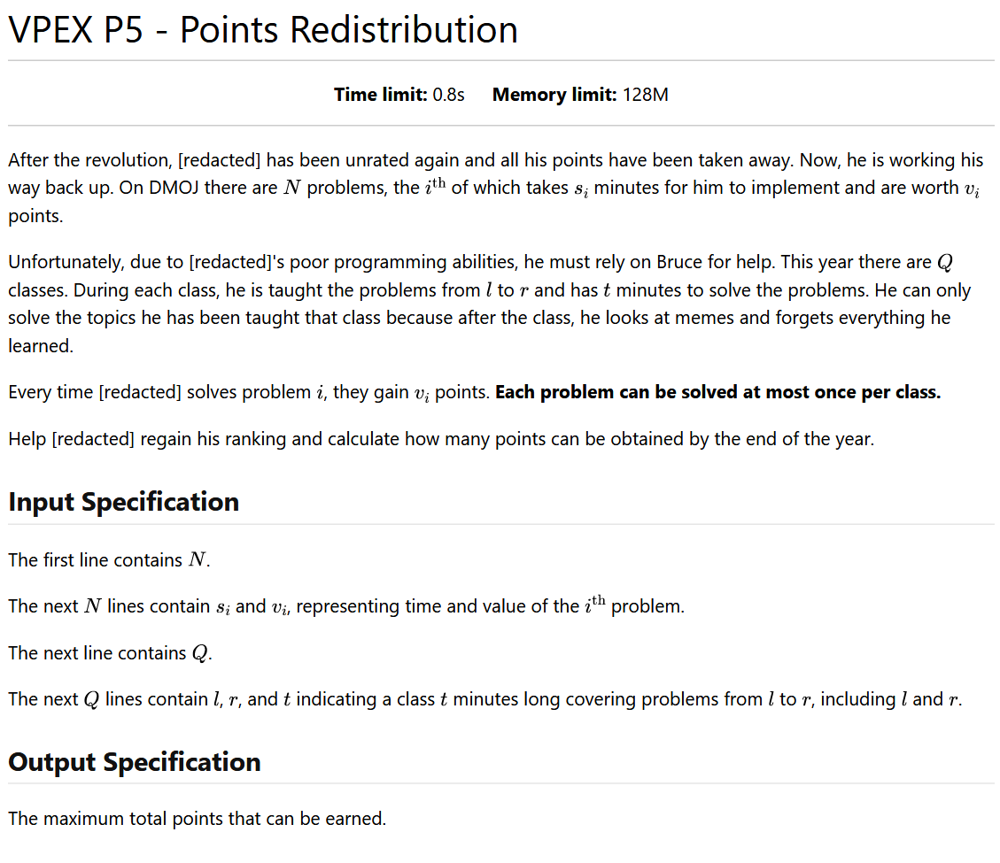 VPEX P5 - Points Redistribution
Time limit: 0.8s Memory limit: 128M
After the revolution, [redacted] has been unrated again and all his points have been taken away. Now, he is working his
way back up. On DMOJ there are N problems, the i^th of which takes s_i minutes for him to implement and are worth v_i
points.
Unfortunately, due to [redacted]'s poor programming abilities, he must rely on Bruce for help. This year there are Q
classes. During each class, he is taught the problems from l to r and has t minutes to solve the problems. He can only
solve the topics he has been taught that class because after the class, he looks at memes and forgets everything he
learned.
Every time [redacted] solves problem i, they gain v_i points. Each problem can be solved at most once per class.
Help [redacted] regain his ranking and calculate how many points can be obtained by the end of the year.
Input Specification
The first line contains N.
The next N lines contain s_i and v_i, representing time and value of the i^th problem.
The next line contains Q.
The next Q lines contain l, r, and t indicating a class t minutes long covering problems from l to r, including l and r.
Output Specification
The maximum total points that can be earned.